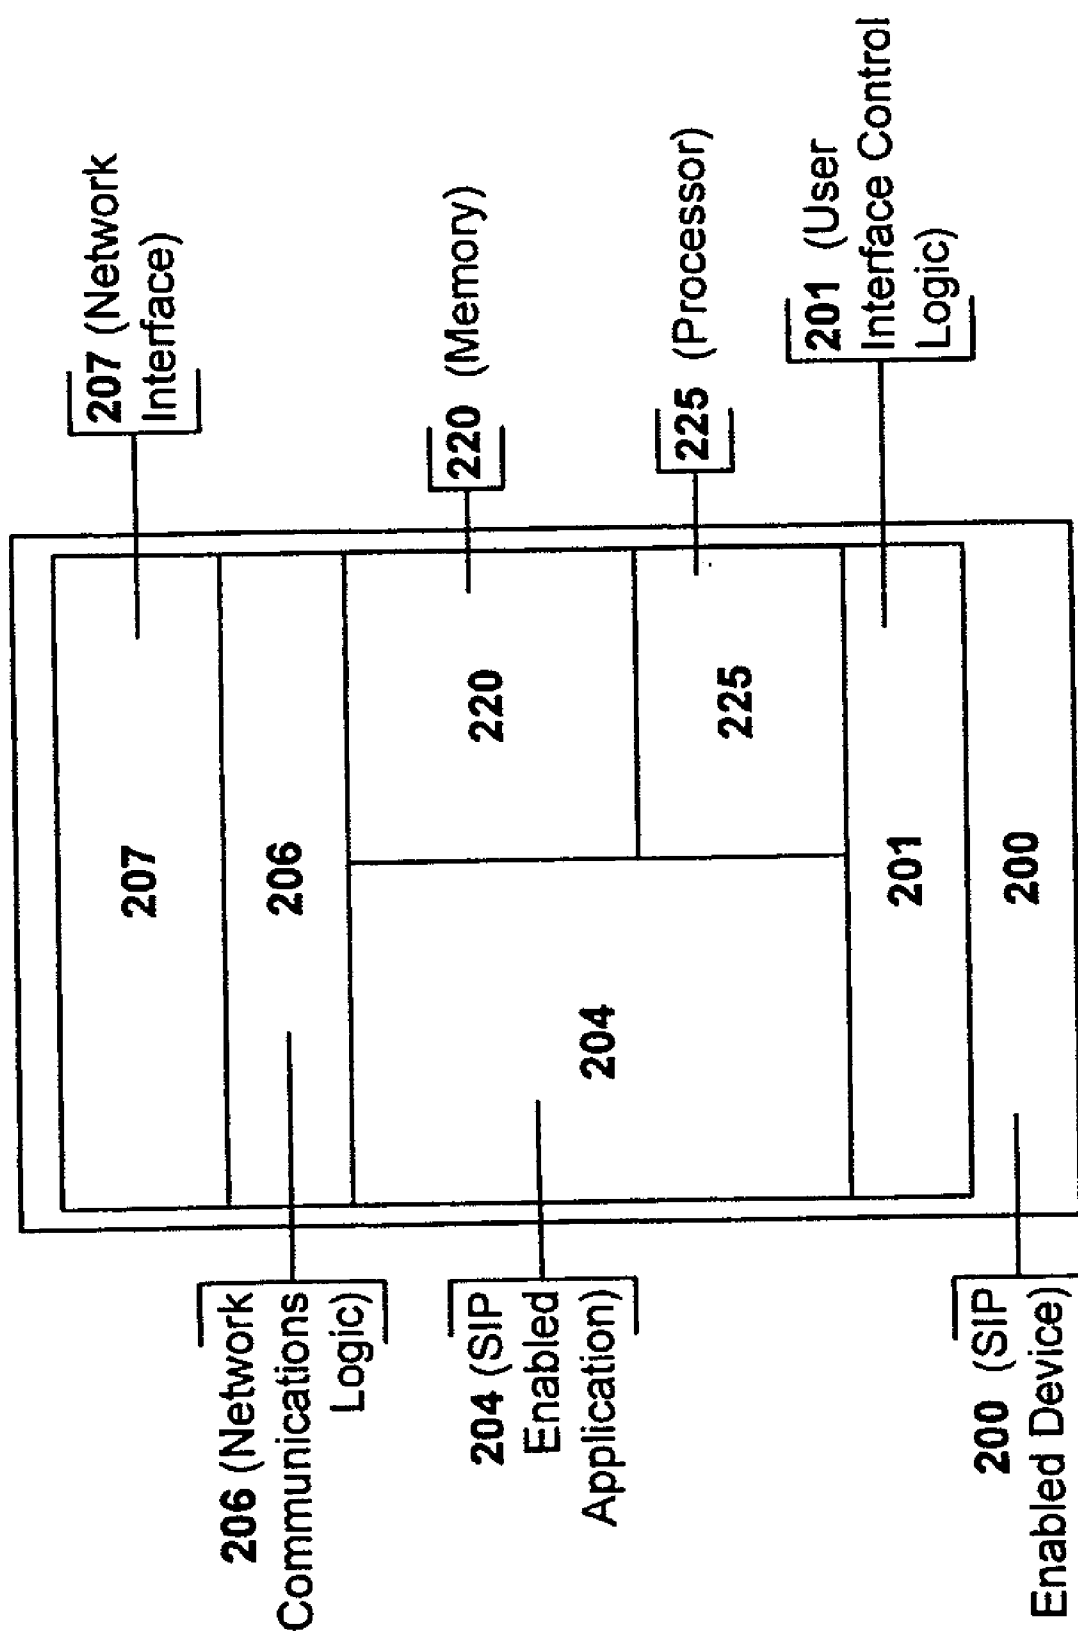 207 (Network
Interface)
207
206 (Network
Communications
Logic)
206
220 (Memory)
220
204 (SIP
Enabled
Application)
204
225 (Processor)
225
201 (User
Interface Control
Logic)
201
200 (SIP
Enabled Device)
200